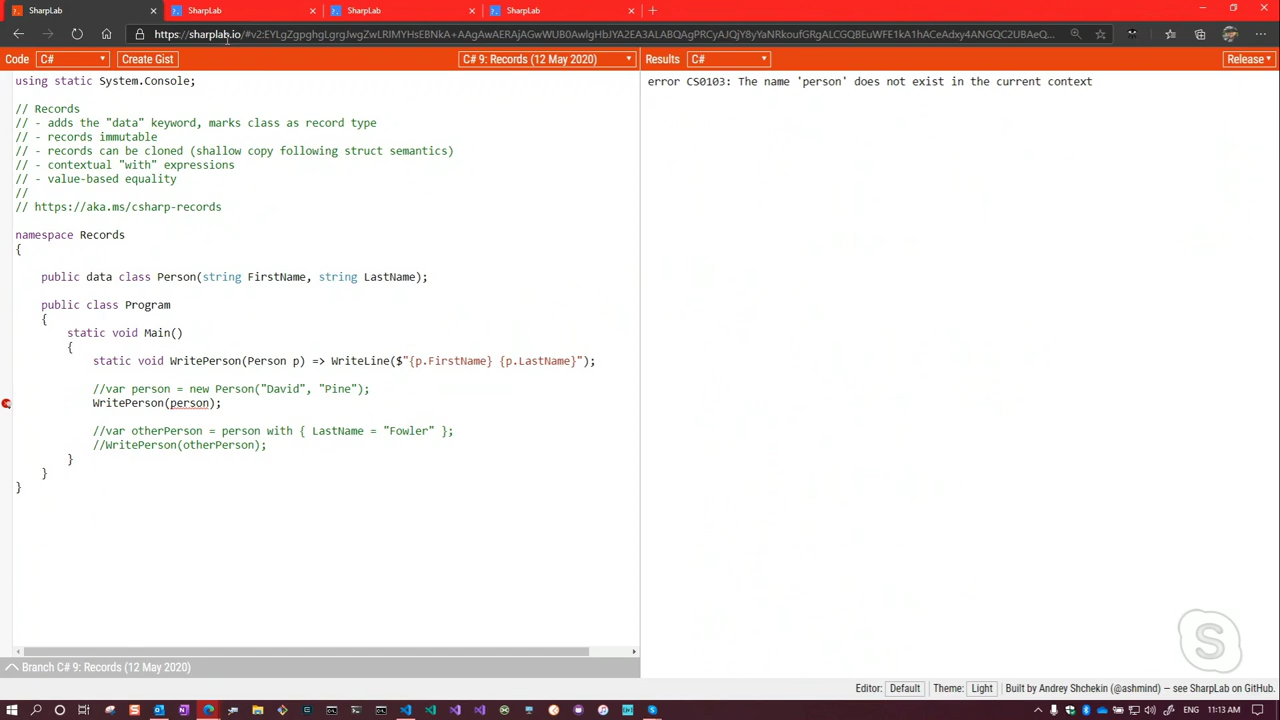 SharpLab
SharpLab
SharpLab
SharpLab
Code
C#
Create Gist
C# 9: Records (12 May 2020)
Results
C#
Release
using static System.Console;
error CS0103: The name 'person' does not exist in the current context
// Records
// - adds the "data" keyword, marks class as record type
// - records immutable
// - records can be cloned (shallow copy following struct semantics)
// - contextual "with" expressions
// - value-based equality
//
// https://aka.ms/csharp-records
namespace Records
{
public data class Person(string FirstName, string LastName);
public class Program
{
static void Main()
{
static void WritePerson(Person p) => WriteLine($"{p.FirstName} {p.LastName}");
//var person = new Person("David", "Pine");
WritePerson(person);
//var otherPerson = person with { LastName = "Fowler" };
//WritePerson(otherPerson);
}
}
}
Branch C# 9: Records (12 May 2020)
Editor: Default Theme: Light Built by Andrey Shchekin (@ashmind) — see SharpLab on GitHub.
ENG 11:13 AM